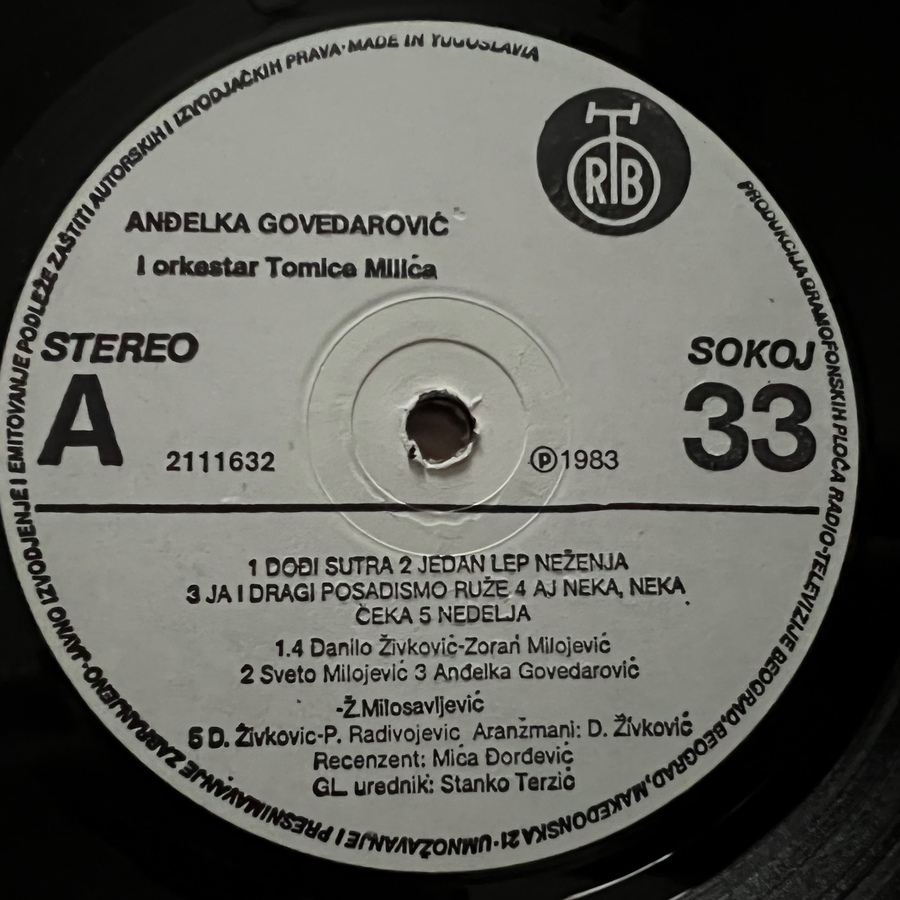 UMNOŽAVANJE I PRESNIMAVANJE ZABRANJENO·JAVNO IZVODJENJE I EMITOVANJE PODLEŽE ZAŠTITI AUTORSKIH I IZVODJAČKIH PRAVA·MADE IN YUGOSLAVIA
PRODUKCIJA GRAMOFONSKIH PLOČA RADIO-TELEVIZIJE BEOGRAD, BEOGRAD, MAKEDONSKA 21·
RTB
ANĐELKA GOVEDAROVIĆ
I orkestar Tomice Milića
STEREO
SOKOJ
A
33
2111632
℗1983
1 DOĐI SUTRA 2 JEDAN LEP NEŽENJA
3 JA I DRAGI POSADISMO RUŽE 4 AJ NEKA, NEKA
ČEKA 5 NEDELJA
1.4 Danilo Živković-Zoran Milojević
2 Sveto Milojević 3 Anđelka Govedarović
-Ž.Milosavljević
5 D. Živkovic-P. Radivojevic Aranžmani: D. Živković
Recenzent: Mića Đorđević
GL. urednik: Stanko Terzić